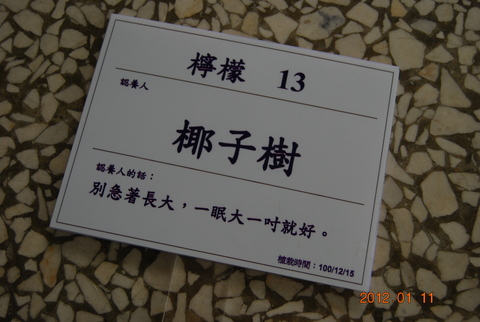 檸檬 13
認養人
椰子樹
認養人的話：
別急著長大，一眠大一吋就好。
種栽時間：100/12/15
2012 01 11